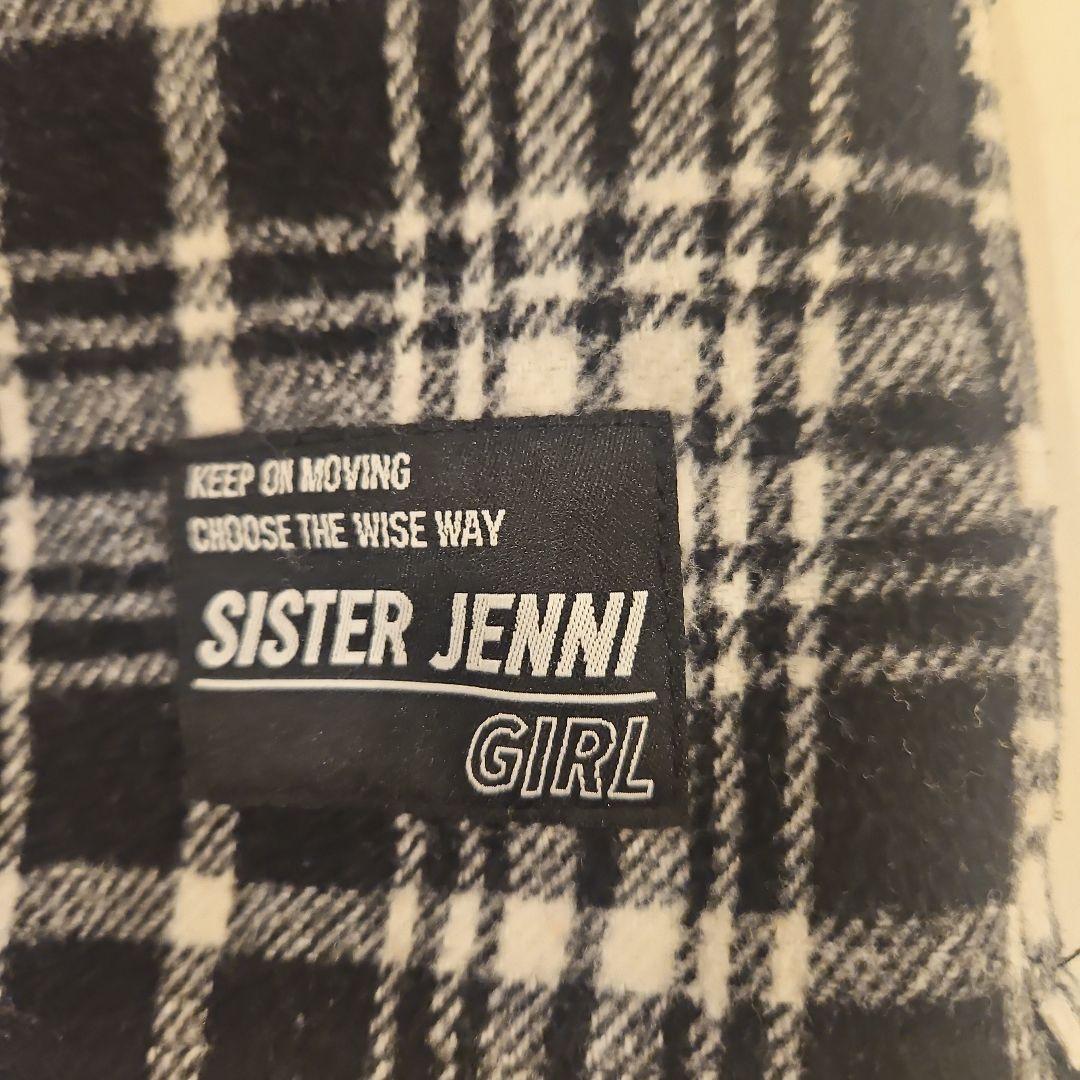 KEEP ON MOVING
CHOOSE THE WISE WAY
SISTER JENNI
GIRL